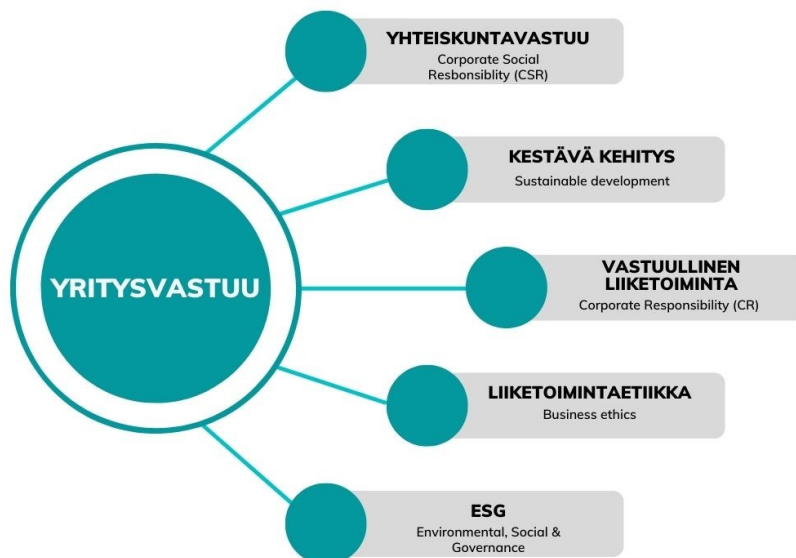 YHTEISKUNTAVASTUU
Corporate Social
Resbonsiblity (CSR)
KESTÄVÄ KEHITYS
Sustainable development
YRITYSVASTUU
VASTUULLINEN
LIIKETOIMINTA
Corporate Responsibility (CR)
LIIKETOIMINTAETIIKKA
Business ethics
ESG
Environmental, Social &
Governance